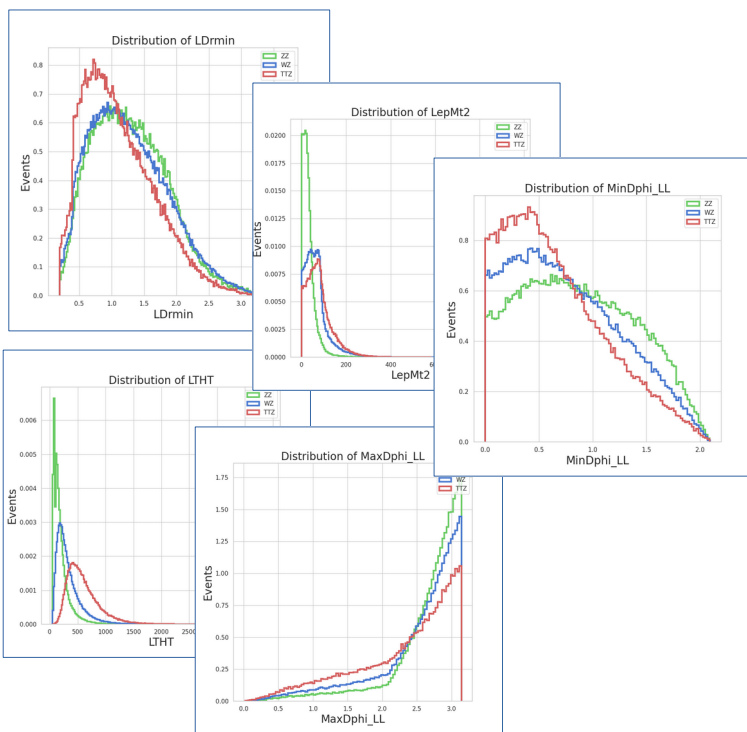 Distribution of LDrmin
ZZ
WZ
TTZ
0.8
0.7
0.6
0.5
0.4
0.3
0.2
0.1
0.0
Events
0.5
1.0
1.5
2.0
2.5
3.0
LDrmin
Distribution of LepMt2
ZZ
WZ
TTZ
0.0200
0.0175
0.0150
0.0125
0.0100
0.0075
0.0050
0.0025
0.0000
Events
0
200
400
600
LepMt2
Distribution of MinDphi_LL
ZZ
WZ
TTZ
0.8
0.6
0.4
0.2
0.0
Events
0.0
0.5
1.0
1.5
2.0
MinDphi_LL
Distribution of LTHT
ZZ
WZ
TTZ
0.006
0.005
0.004
0.003
0.002
0.001
0.000
Events
0
500
1000
1500
2000
LTHT
Distribution of MaxDphi_LL
WZ
TTZ
1.75
1.50
1.25
1.00
0.75
0.50
0.25
0.00
Events
0.0
0.5
1.0
1.5
2.0
2.5
3.0
MaxDphi_LL